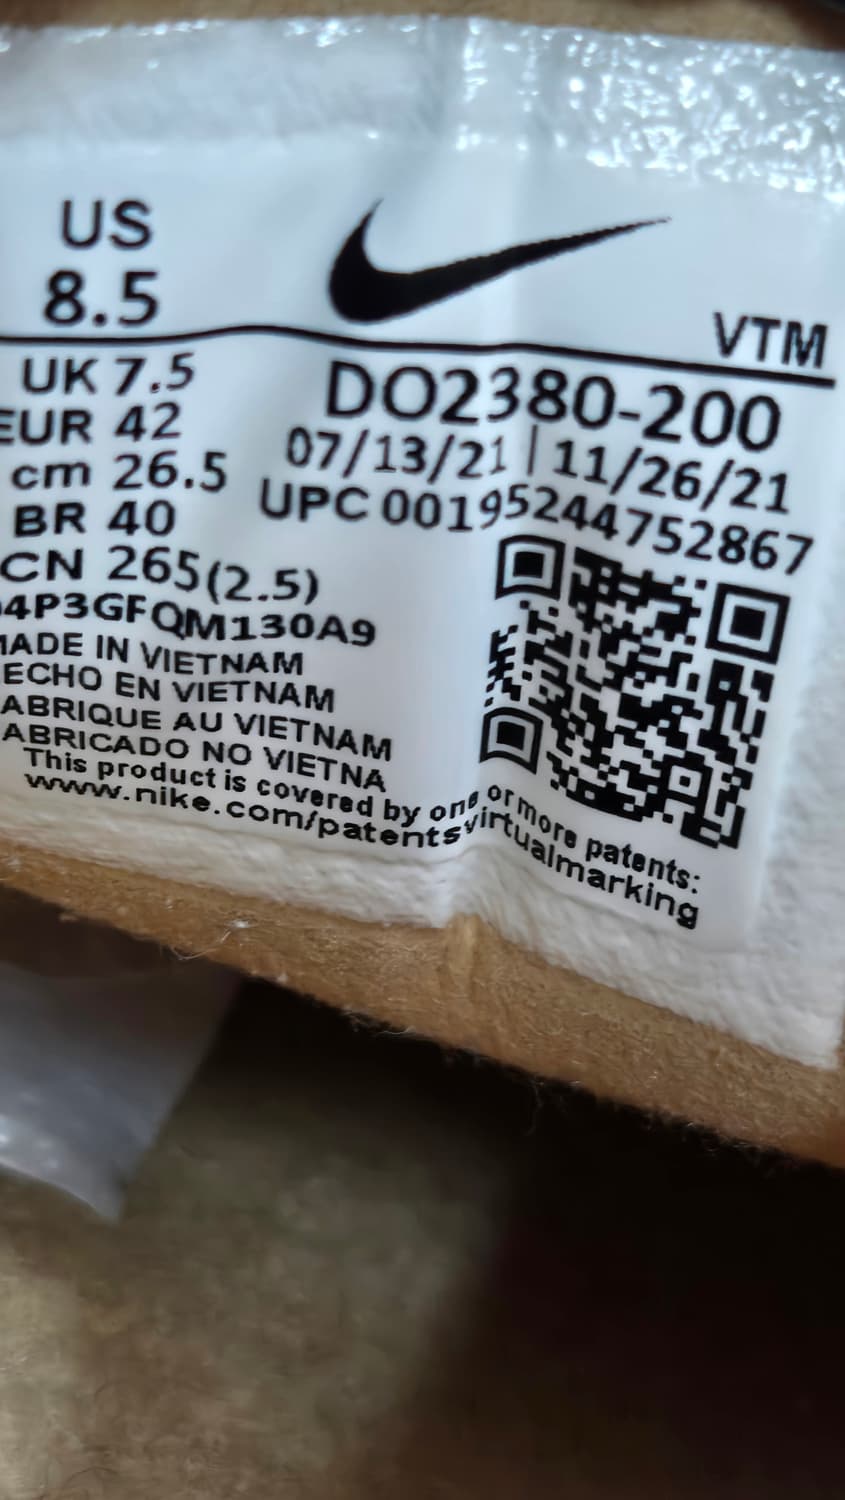 US
8.5
VTM
UK 7.5
EUR 42
cm 26.5
BR 40
CN 265(2.5)
4P3GFQM130A9
MADE IN VIETNAM
ECHO EN VIETNAM
ABRIQUE AU VIETNAM
ABRICADO NO VIETNA
DO2380-200
07/13/21 | 11/26/21
UPC 00195244752867
This product is covered by one or more patents:
www.nike.com/patentsvirtualmarking